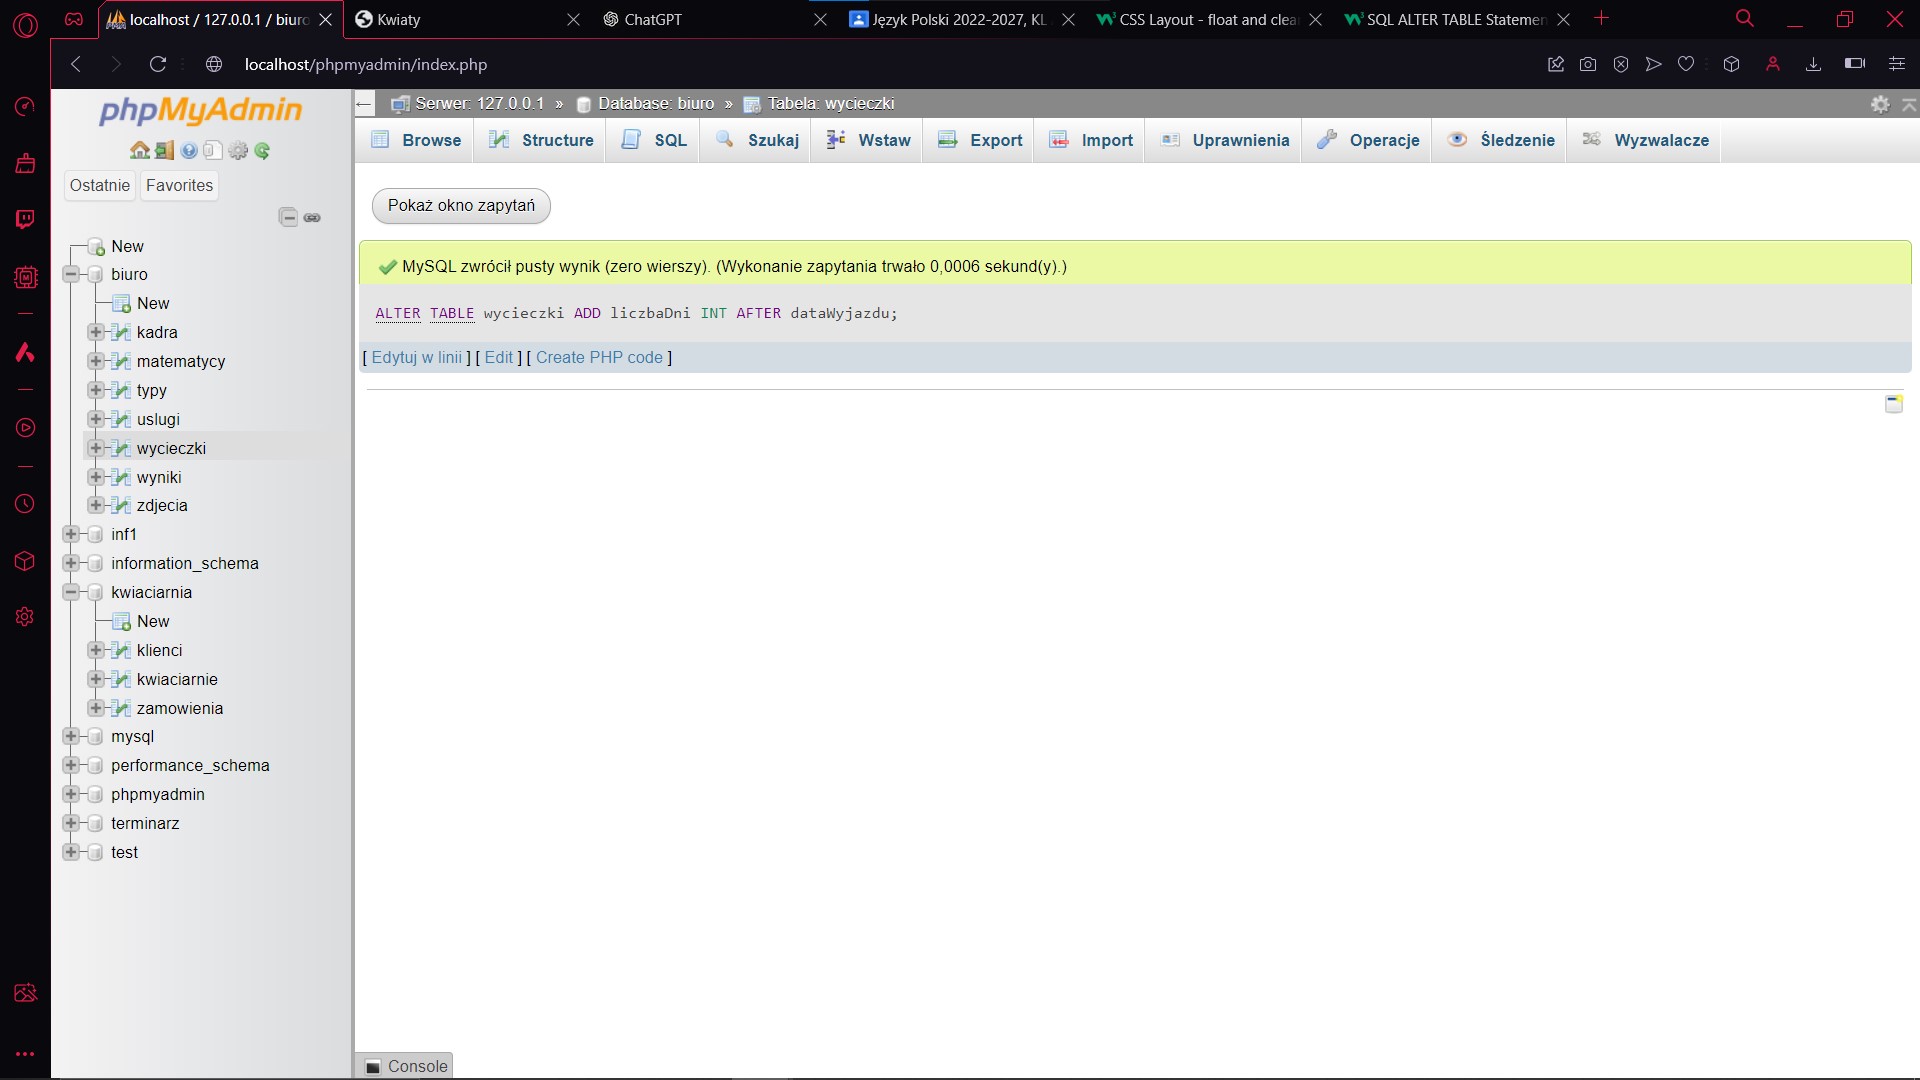 localhost / 127.0.0.1 / biuro
Kwiaty
ChatGPT
Język Polski 2022-2027, KL
CSS Layout - float and clea
SQL ALTER TABLE Statemen
localhost/phpmyadmin/index.php
phpMyAdmin
Serwer: 127.0.0.1 » Database: biuro » Tabela: wycieczki
Browse
Structure
SQL
Szukaj
Wstaw
Export
Import
Uprawnienia
Operacje
Śledzenie
Wyzwalacze
Ostatnie
Favorites
New
biuro
New
kadra
matematycy
typy
uslugi
wycieczki
wyniki
zdjecia
inf1
information_schema
kwiaciarnia
New
klienci
kwiaciarnie
zamowienia
mysql
performance_schema
phpmyadmin
terminarz
test
Pokaż okno zapytań
MySQL zwrócił pusty wynik (zero wierszy). (Wykonanie zapytania trwało 0,0006 sekund(y).)
ALTER TABLE wycieczki ADD liczbaDni INT AFTER dataWyjazdu;
[ Edytuj w linii ] [ Edit ] [ Create PHP code ]
Console